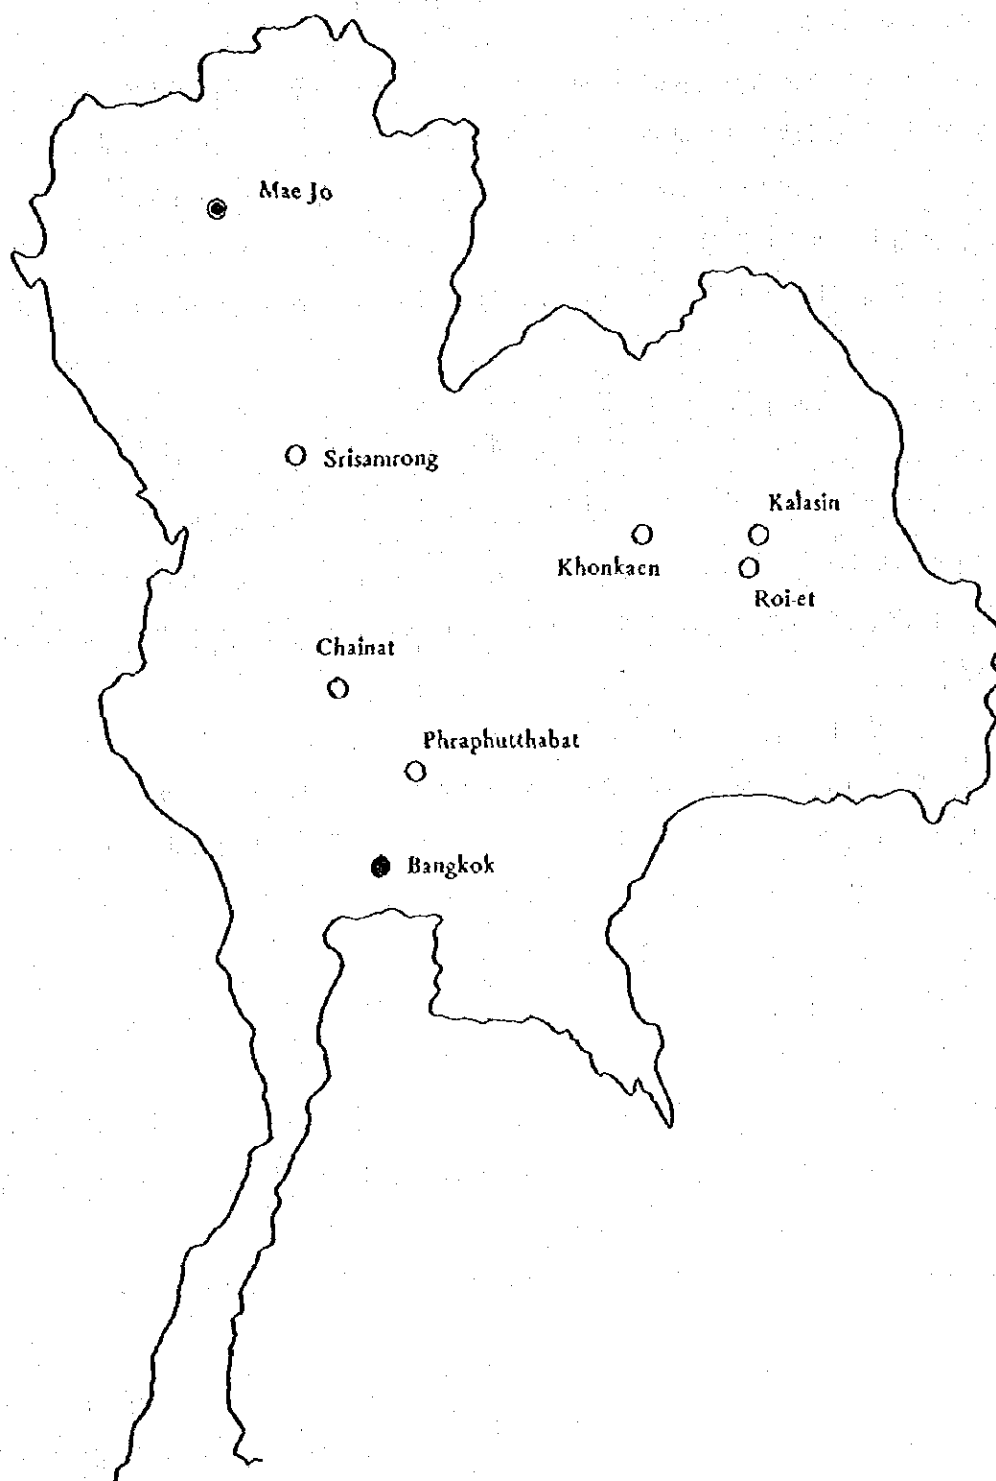 Mae Jo
Srisamrong
Kalasin
Khonkaen
Roi-et
Chainat
Phraphutthabat
Bangkok